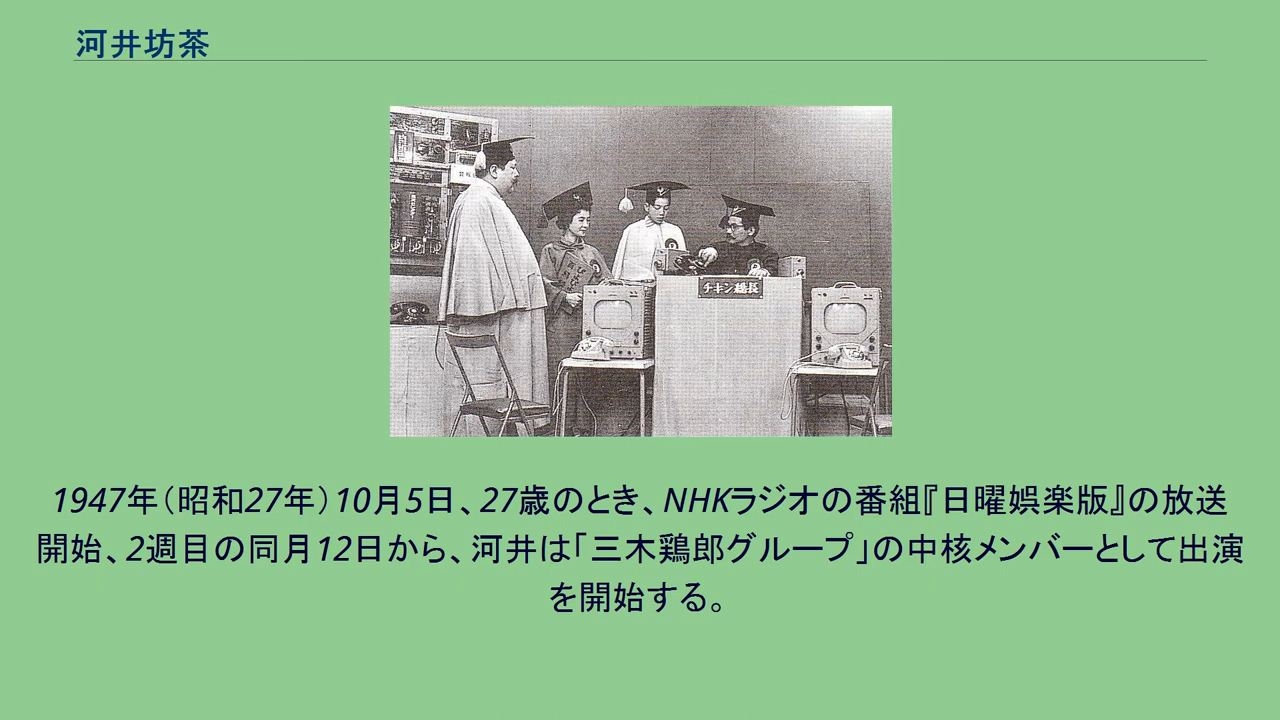 河井坊茶
チキン組長
1947年（昭和27年）10月5日、27歳のとき、NHKラジオの番組『日曜娯楽版』の放送
開始、2週目の同月12日から、河井は「三木鶏郎グループ」の中核メンバーとして出演
を開始する。